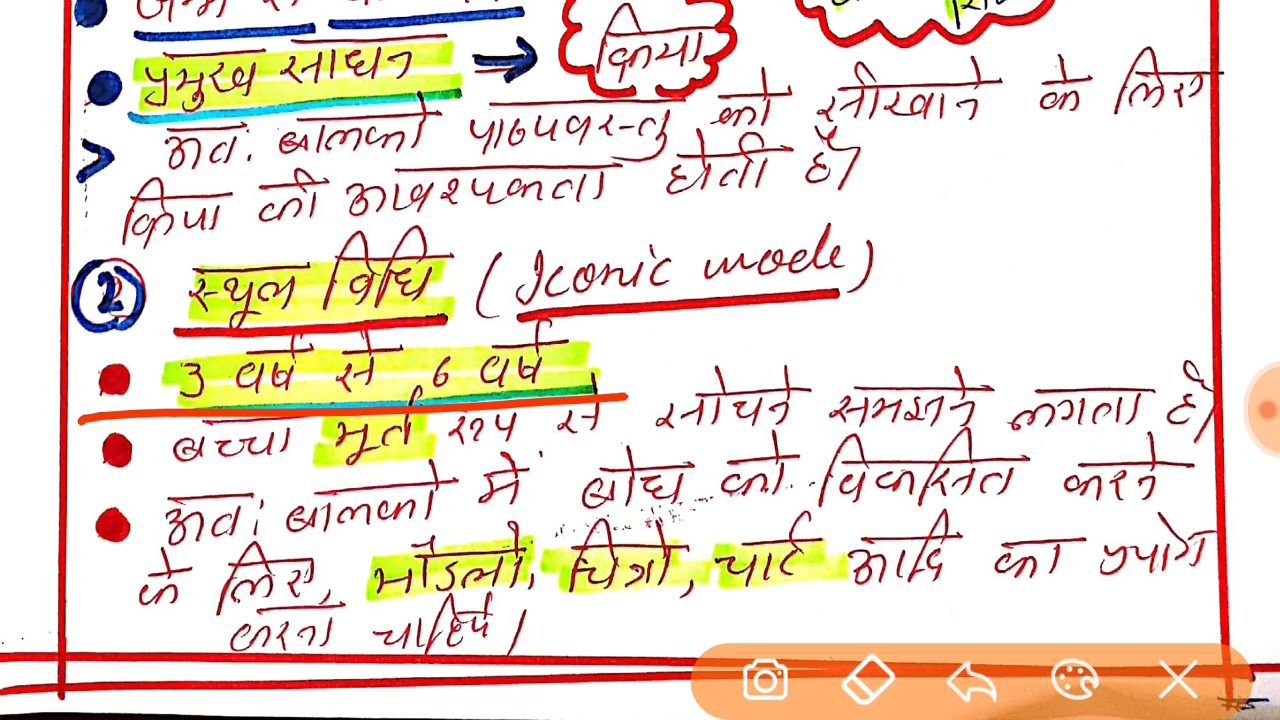 जन्म से
प्रमुख साधन → क्रिया
अतः बालको पाठ्यवस्तु को सीखाने के लिए
क्रिया की आवश्यकता होती है।
② स्थूल विधि (Iconic mode)
3 वर्ष से 6 वर्ष
बच्चा मूर्त रूप से सोचने समझने लगता है।
अतः बालको में बोध को विकसित करने
के लिए, मॉडलो, चित्रो, चार्ट आदि का प्रयोग
करना चाहिये।